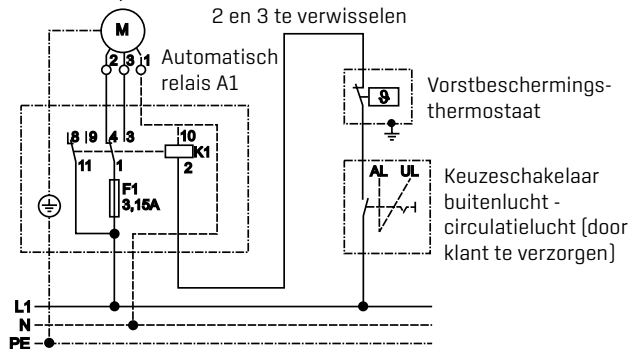 2 en 3 te verwisselen
M
2 3 1
Automatisch
relais A1
Vorstbeschermings-
thermostaat
ϑ
8 9 4 3 10
K1
11 1 2
F1
3,15A
AL UL
Keuzeschakelaar
buitenlucht -
circulatielucht (door
klant te verzorgen)
L1
N
PE